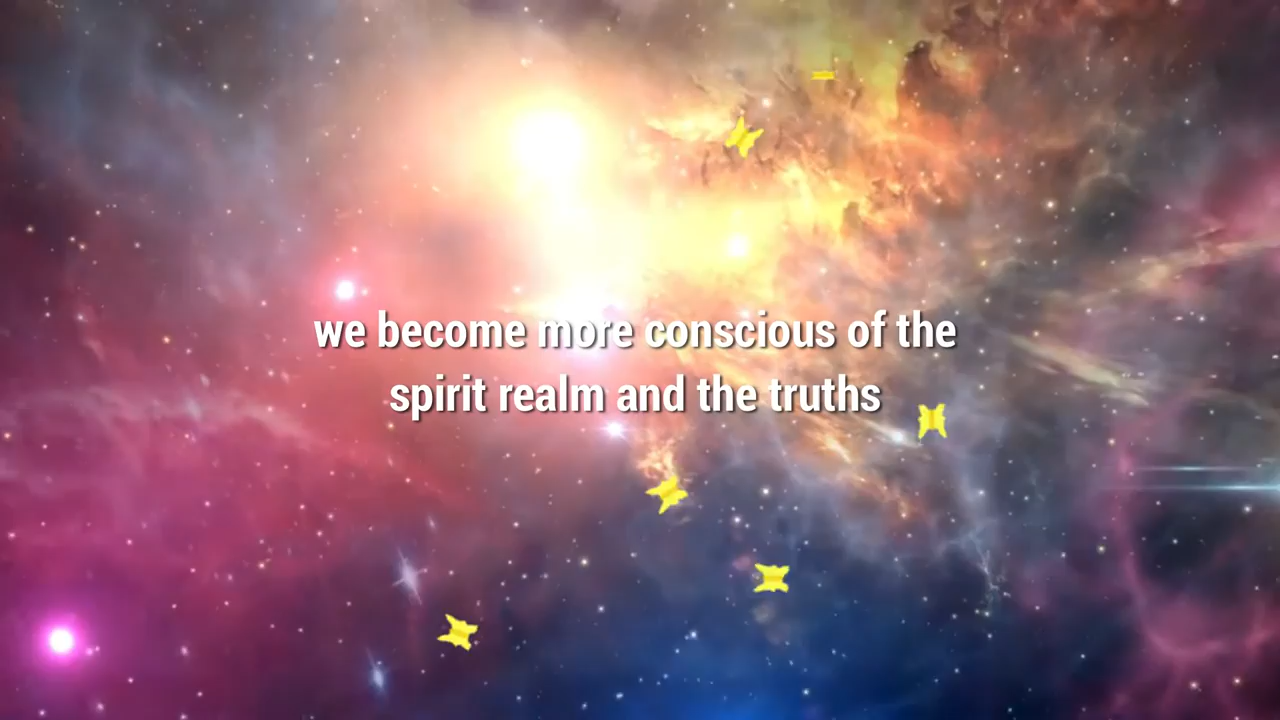 we become more conscious of the
spirit realm and the truths